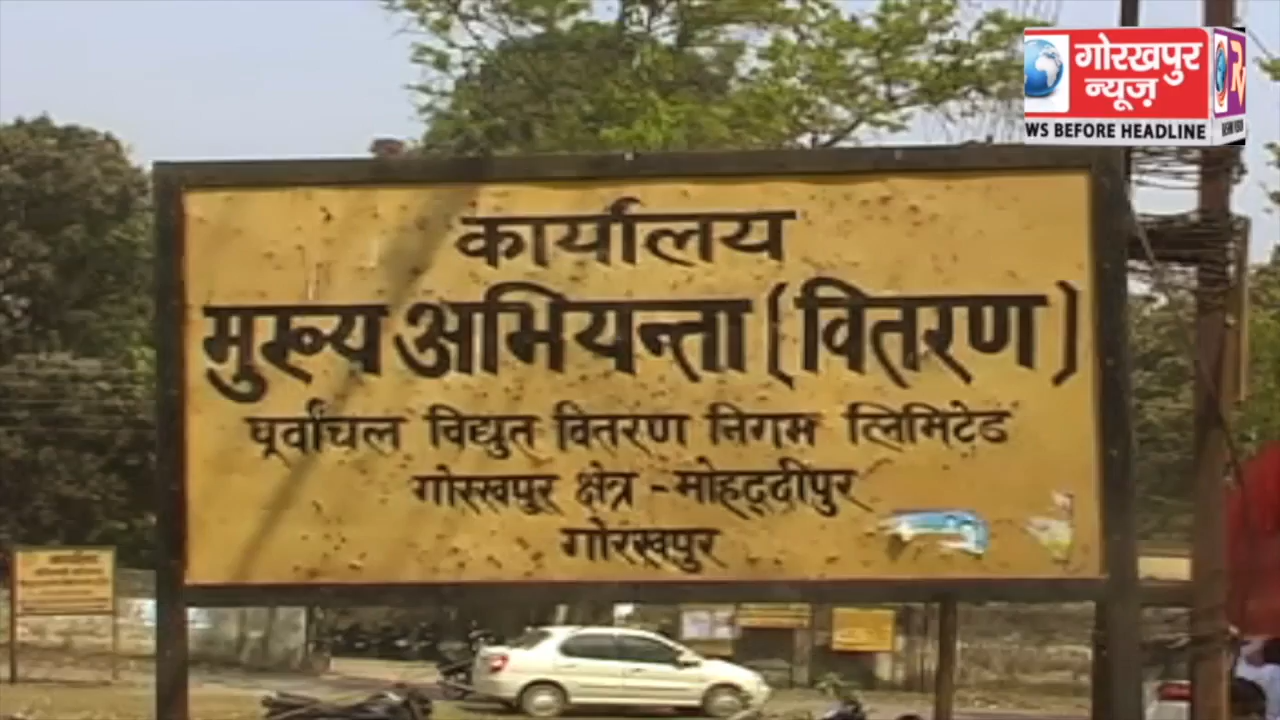 गोरखपुर
न्यूज़
WS BEFORE HEADLINE
कार्यालय
मुख्य अभियन्ता (वितरण)
पूर्वांचल विद्युत वितरण निगम लिमिटेड
गोरखपुर क्षेत्र - मोहद्दीपुर
गोरखपुर